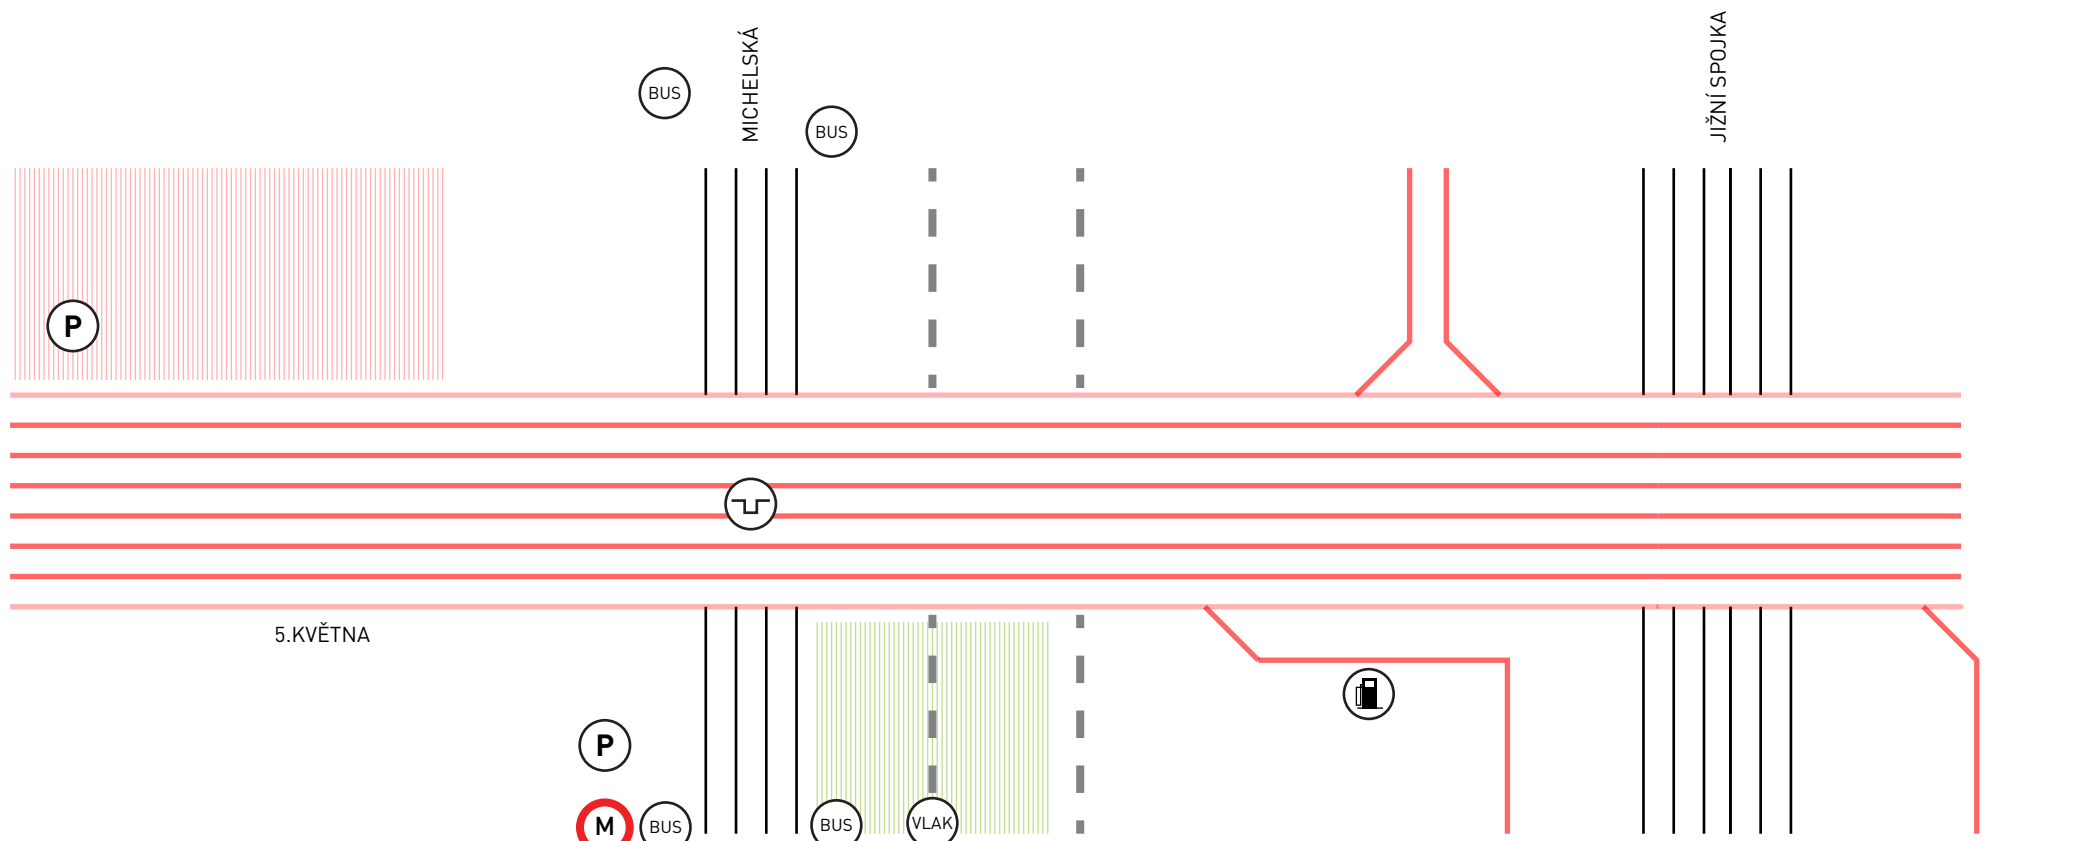 MICHELSKÁ
JIŽNÍ SPOJKA
BUS
BUS
P
5.KVĚTNA
P
M
BUS
BUS
VLAK